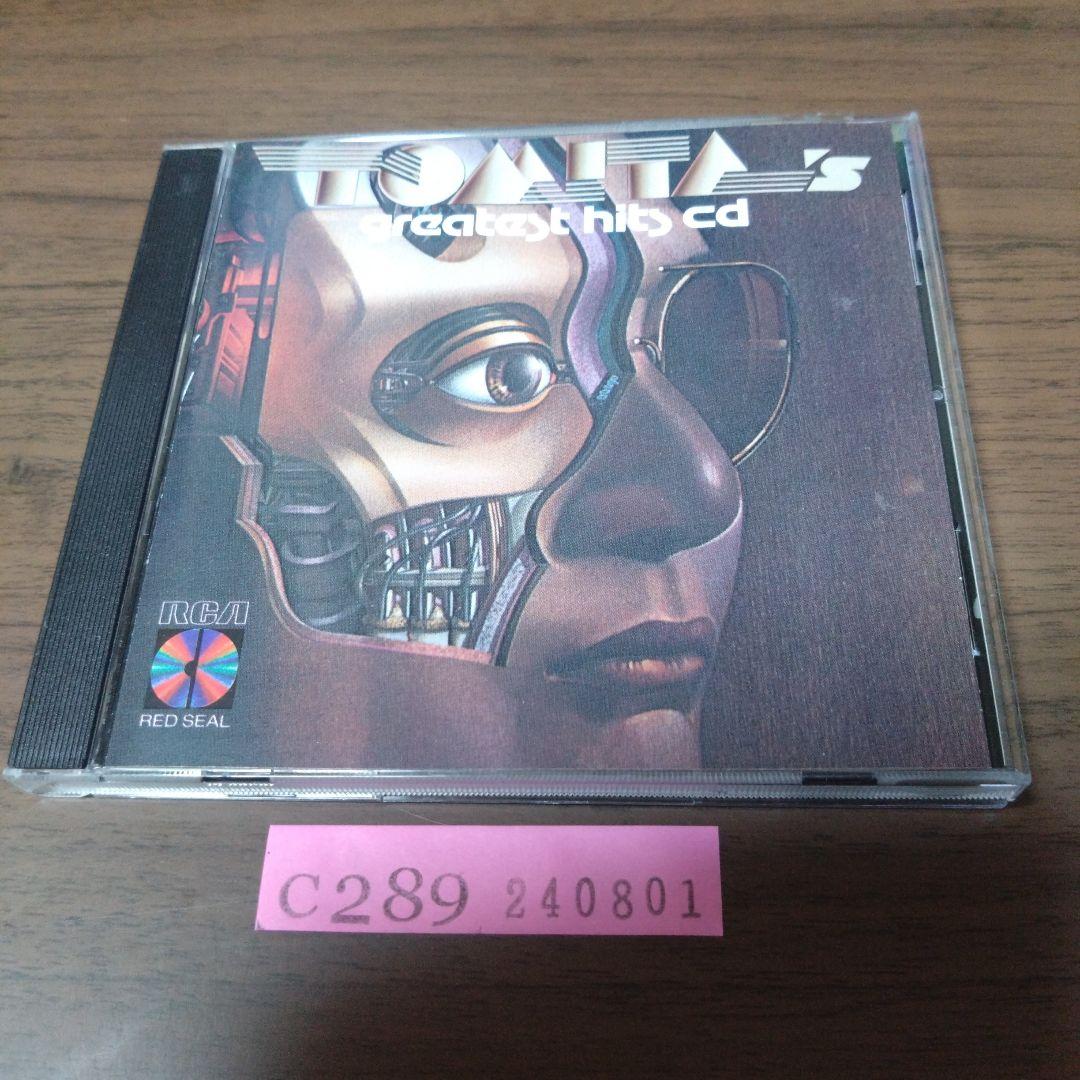 TOMITA'S
greatest hits cd
RCA
RED SEAL
C289 240801